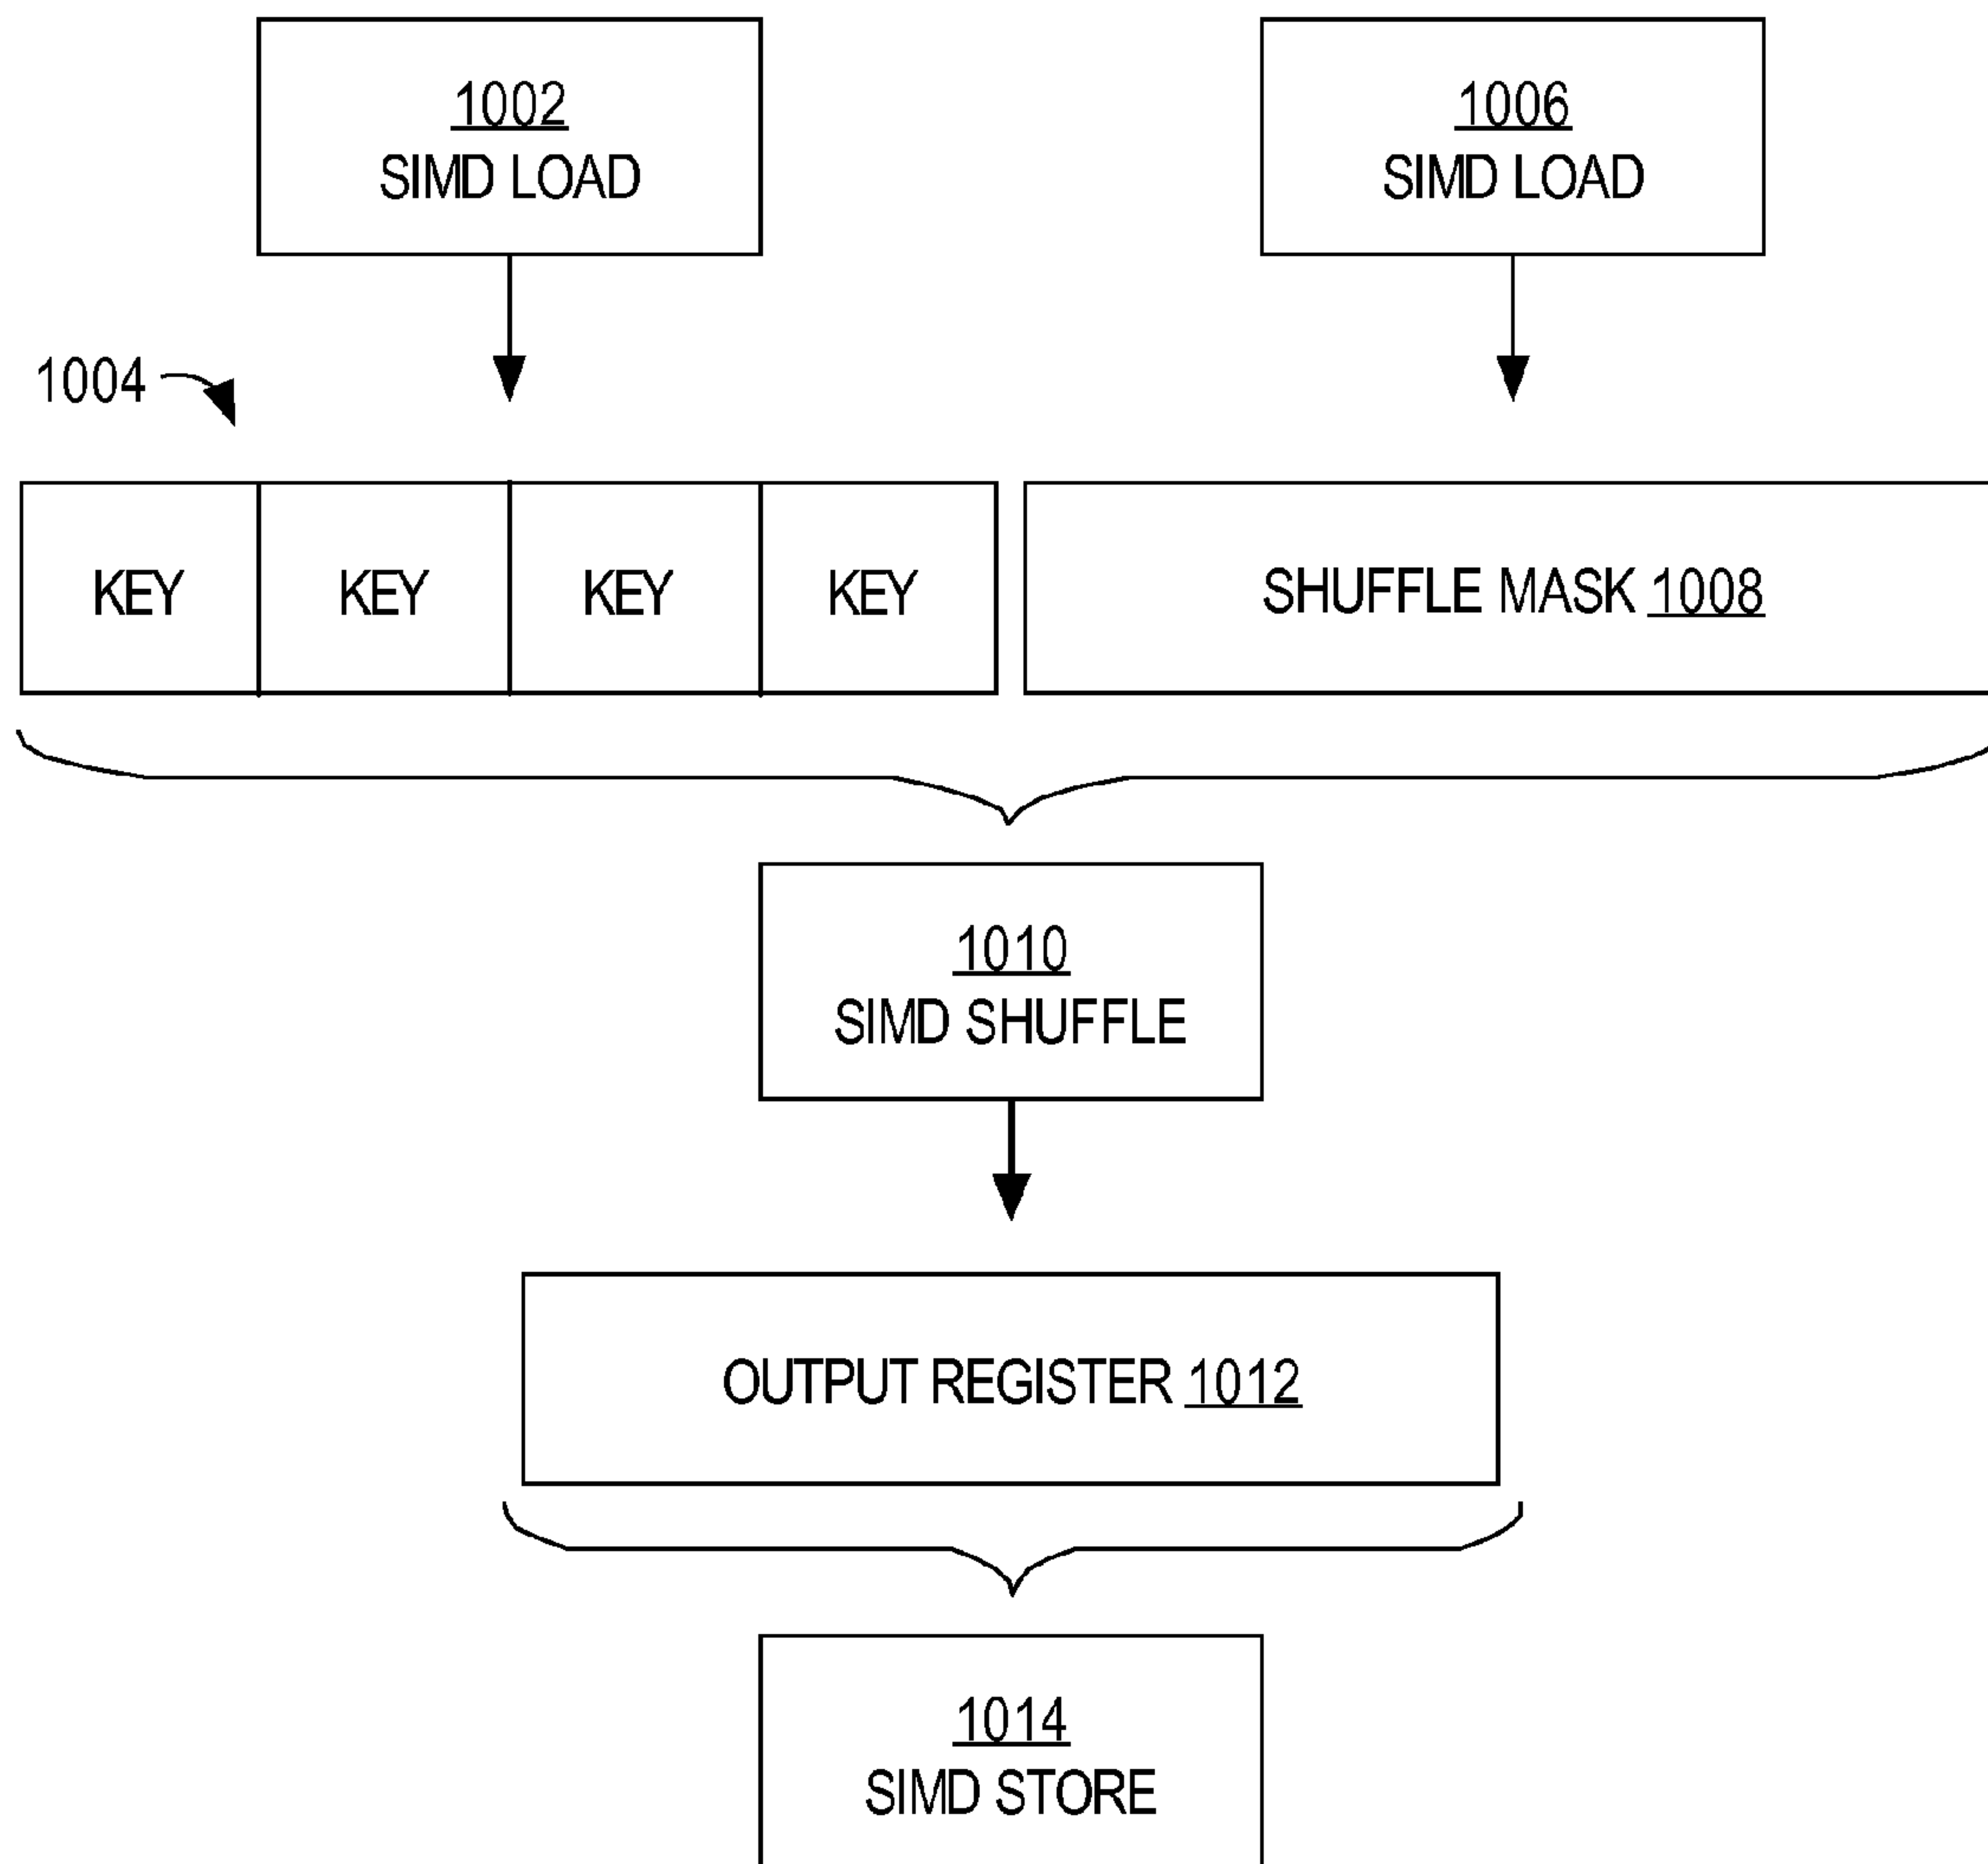 1002
SIMD LOAD
1006
SIMD LOAD
1004
KEY KEY KEY KEY SHUFFLE MASK 1008
1010
SIMD SHUFFLE
OUTPUT REGISTER 1012
1014
SIMD STORE